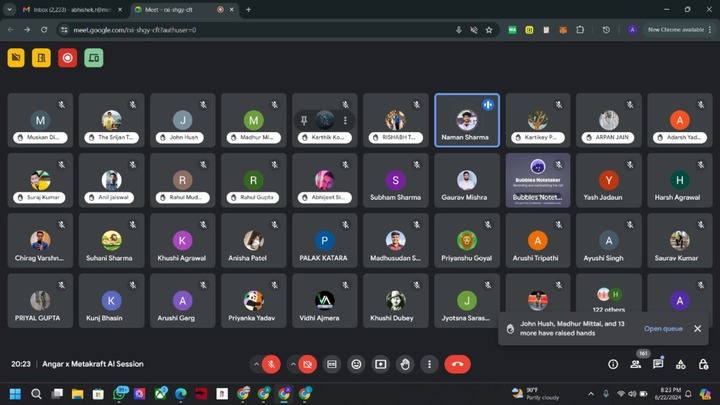 Inbox (2,233) - abhishek.r@me
Meet – rxi-shgy-cft
meet.google.com/rxi-shgy-cft?authuser=0
New Chrome available
M
J
M
A
Muskan Di...
The Srijan T...
John Hush
Madhur Mi...
Karthik Ko...
RISHABH T...
Naman Sharma
Kartikey P...
ARPAN JAIN
Adarsh Yad...
R
R
S
Bubbles Notetaker
Y
H
Suraj Kumar
Anil jaiswal
Rahul Mud...
Rahul Gupta
Abhijeet Si...
Subham Sharma
Gaurav Mishra
Bubbles Notet...
Yash Jadaun
Harsh Agrawal
K
P
A
A
Chirag Varshn...
Suhani Sharma
Khushi Agrawal
Anisha Patel
PALAK KATARA
Madhusudan S...
Priyanshu Goyal
Arushi Tripathi
Ayushi Singh
Saurav Kumar
K
A
J
H
A
PRIYAL GUPTA
Kunj Bhasin
Arushi Garg
Priyanka Yadav
Vidhi Ajmera
Khushi Dubey
Jyotsna Saras...
122 others
John Hush, Madhur Mittal, and 13
more have raised hands
Open queue
20:23
Angar x Metakraft AI Session
161
90°F
Partly cloudy
8:23 PM
6/22/2024